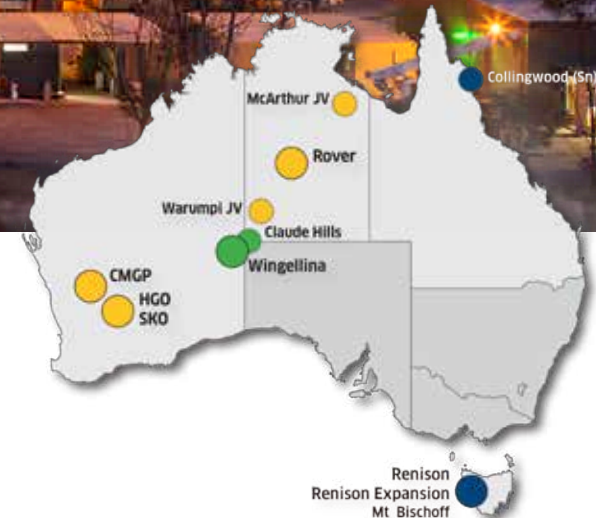 Collingwood (Sn)
McArthur JV
Rover
Warumpi JV
Claude Hills
Wingellina
CMGP
HGO
SKO
Renison
Renison Expansion
Mt Bischoff